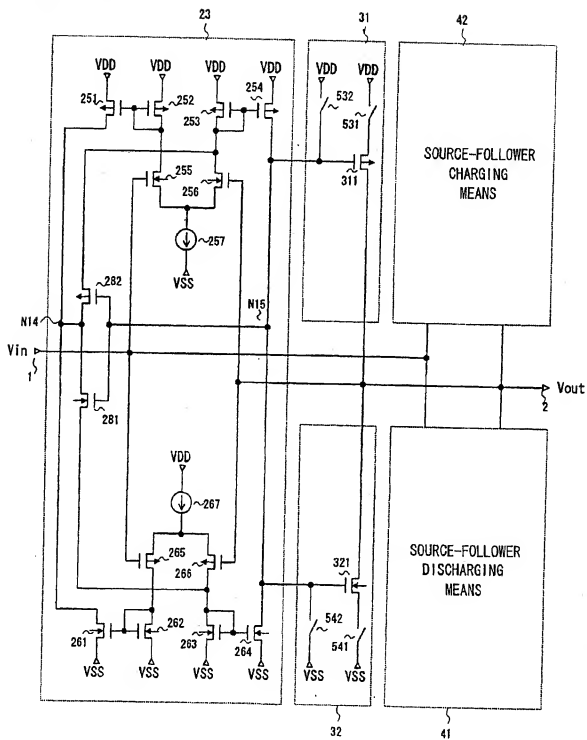 23
31
42
VDD VDD VDD VDD
VDD VDD
251
252
253
254
532
531
311
SOURCE-FOLLOWER
CHARGING
MEANS
255
256
257
VSS
282
N14
N15
Vin
1
Vout
2
281
VDD
267
265
266
321
SOURCE-FOLLOWER
DISCHARGING
MEANS
261
262
263
264
542
541
VSS VSS VSS VSS
VSS VSS
32
41